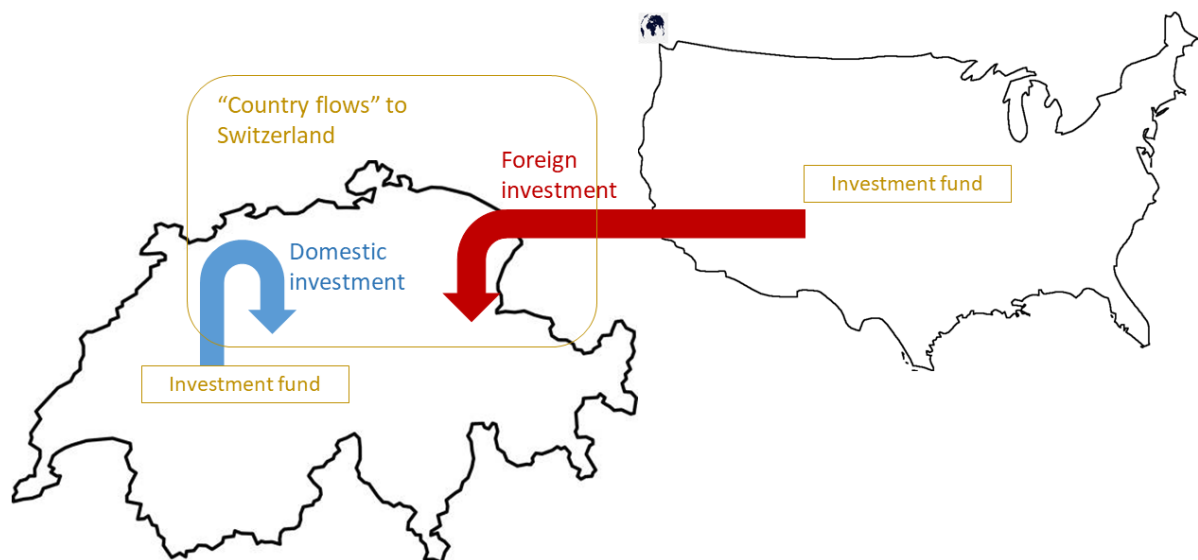 “Country flows” to
Switzerland
Foreign
investment
Investment fund
Domestic
investment
Investment fund